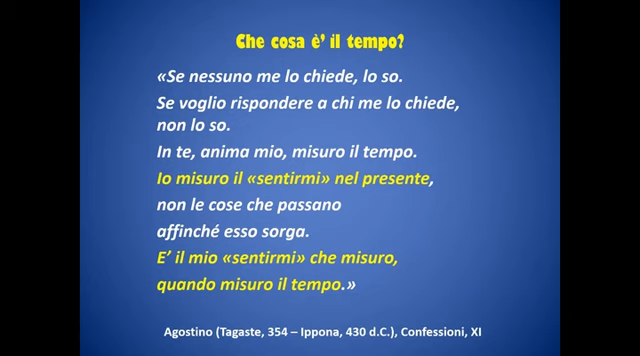 Che cosa è' il tempo?
«Se nessuno me lo chiede, lo so.
Se voglio rispondere a chi me lo chiede,
non lo so.
In te, anima mio, misuro il tempo.
Io misuro il «sentirmi» nel presente,
non le cose che passano
affinché esso sorga.
E' il mio «sentirmi» che misuro,
quando misuro il tempo.»
Agostino (Tagaste, 354 – Ippona, 430 d.C.), Confessioni, XI